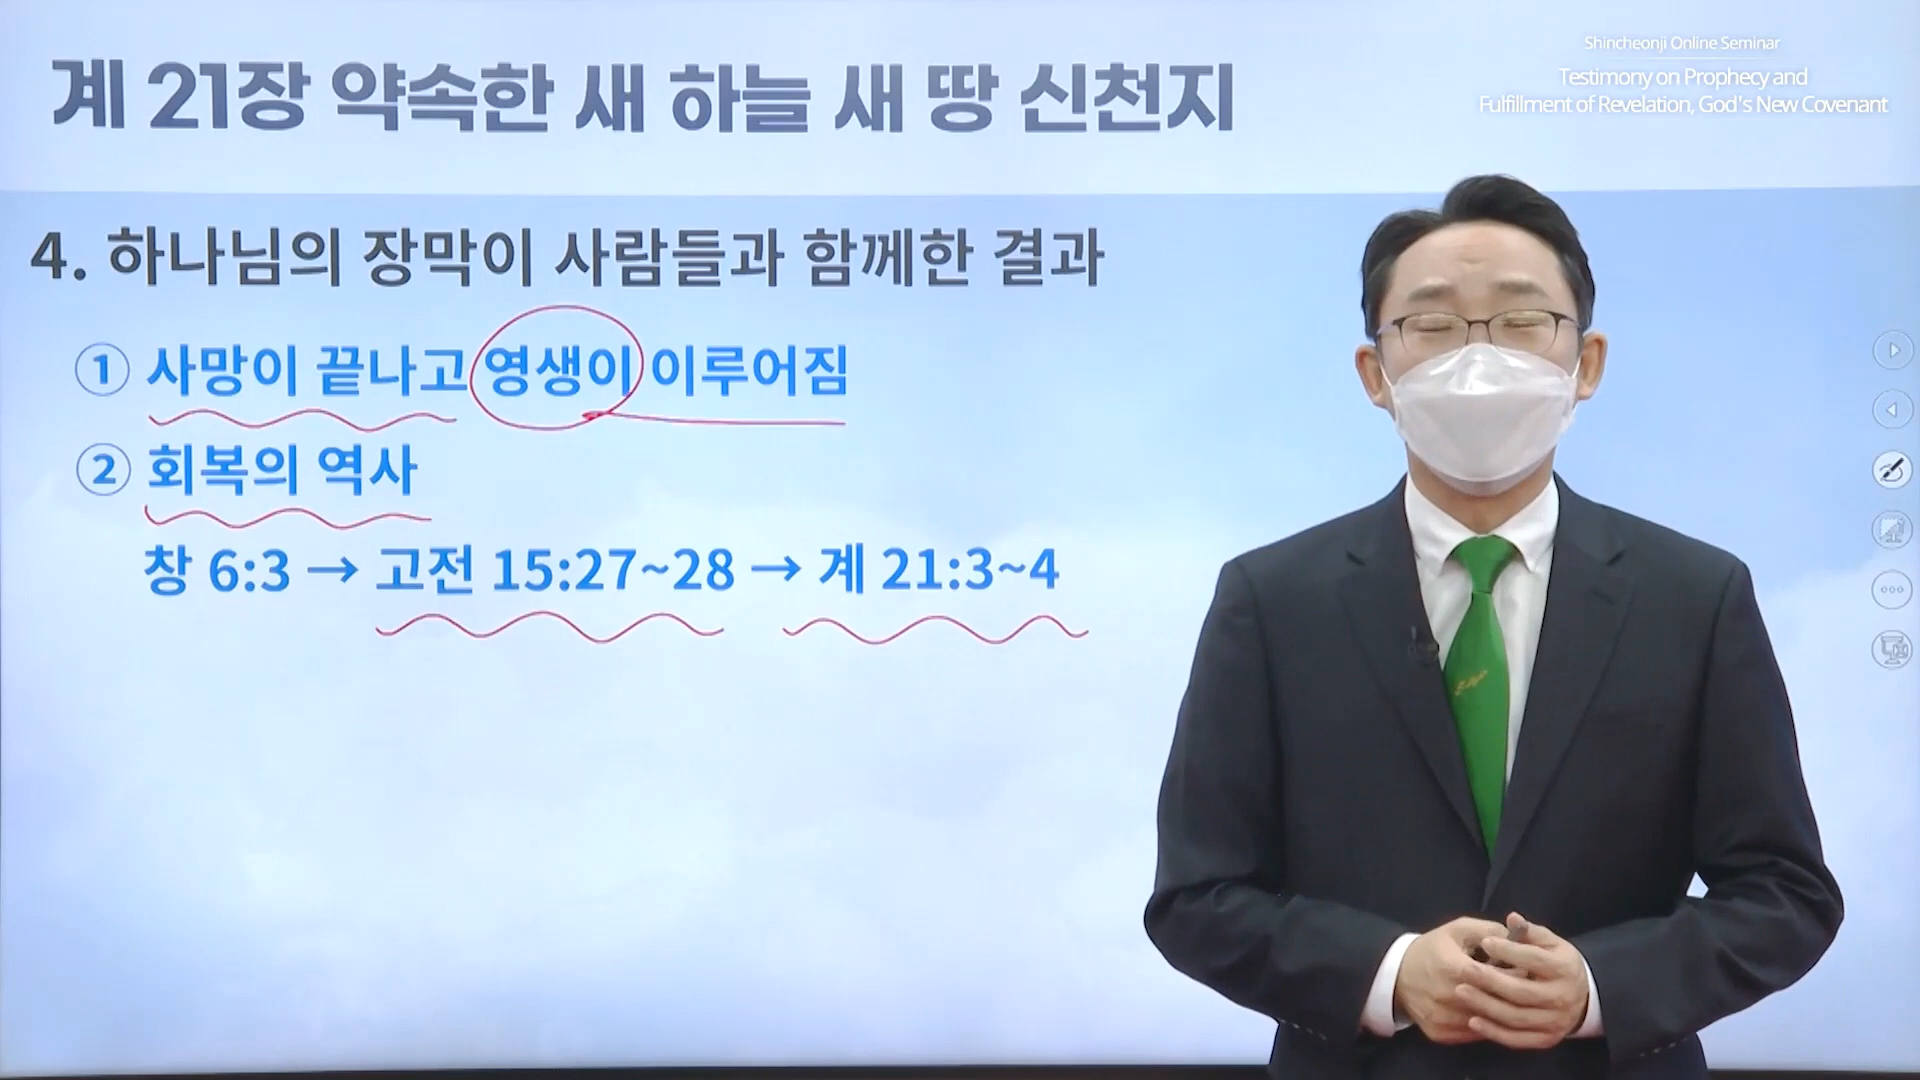 계 21장 약속한 새 하늘 새 땅 신천지
Shincheonji Online Seminar
Testimony on Prophecy and
Fulfillment of Revelation, God's New Covenant
4. 하나님의 장막이 사람들과 함께한 결과
① 사망이 끝나고 영생이 이루어짐
② 회복의 역사
창 6:3 → 고전 15:27~28 → 계 21:3~4